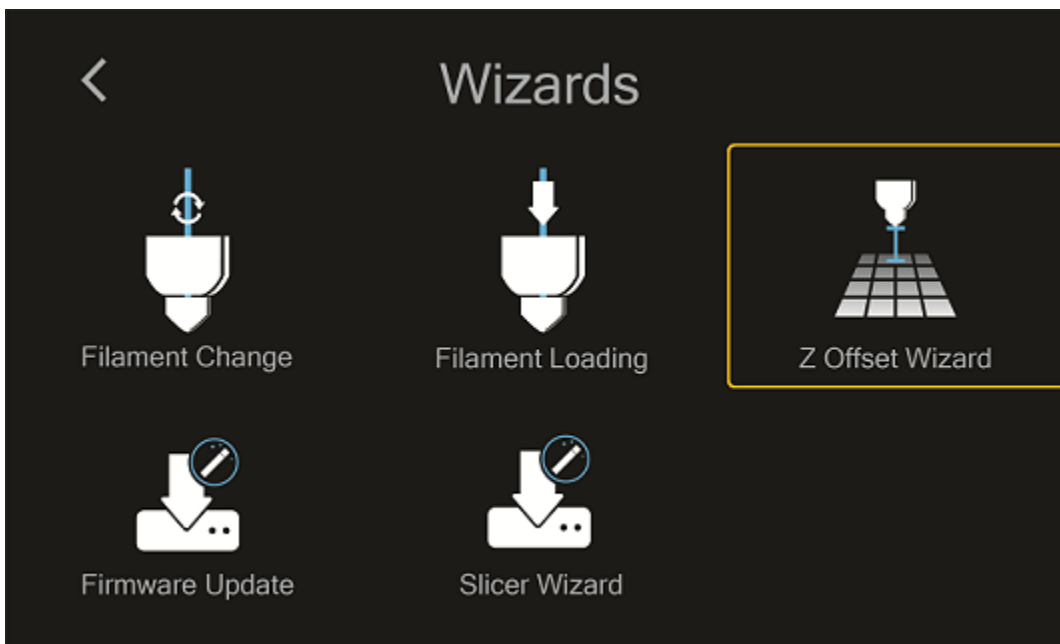 Wizards
Filament Change
Filament Loading
Z Offset Wizard
Firmware Update
Slicer Wizard